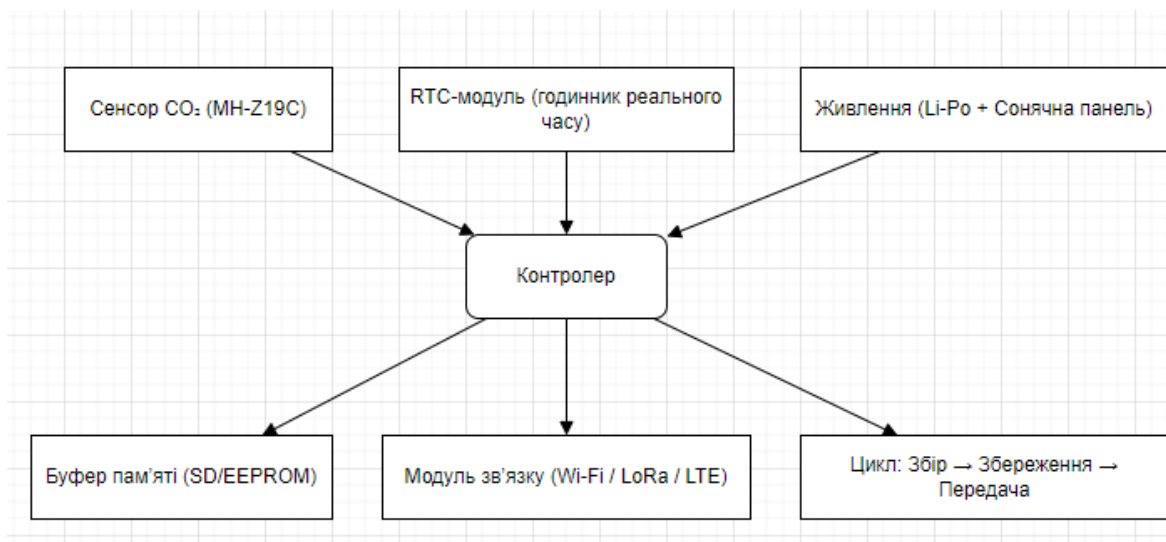 Сенсор CO₂ (MH-Z19C)
RTC-модуль (годинник реального
часу)
Живлення (Li-Po + Сонячна панель)
Контролер
Буфер пам'яті (SD/EEPROM)
Модуль зв'язку (Wi-Fi / LoRa / LTE)
Цикл: Збір → Збереження →
Передача